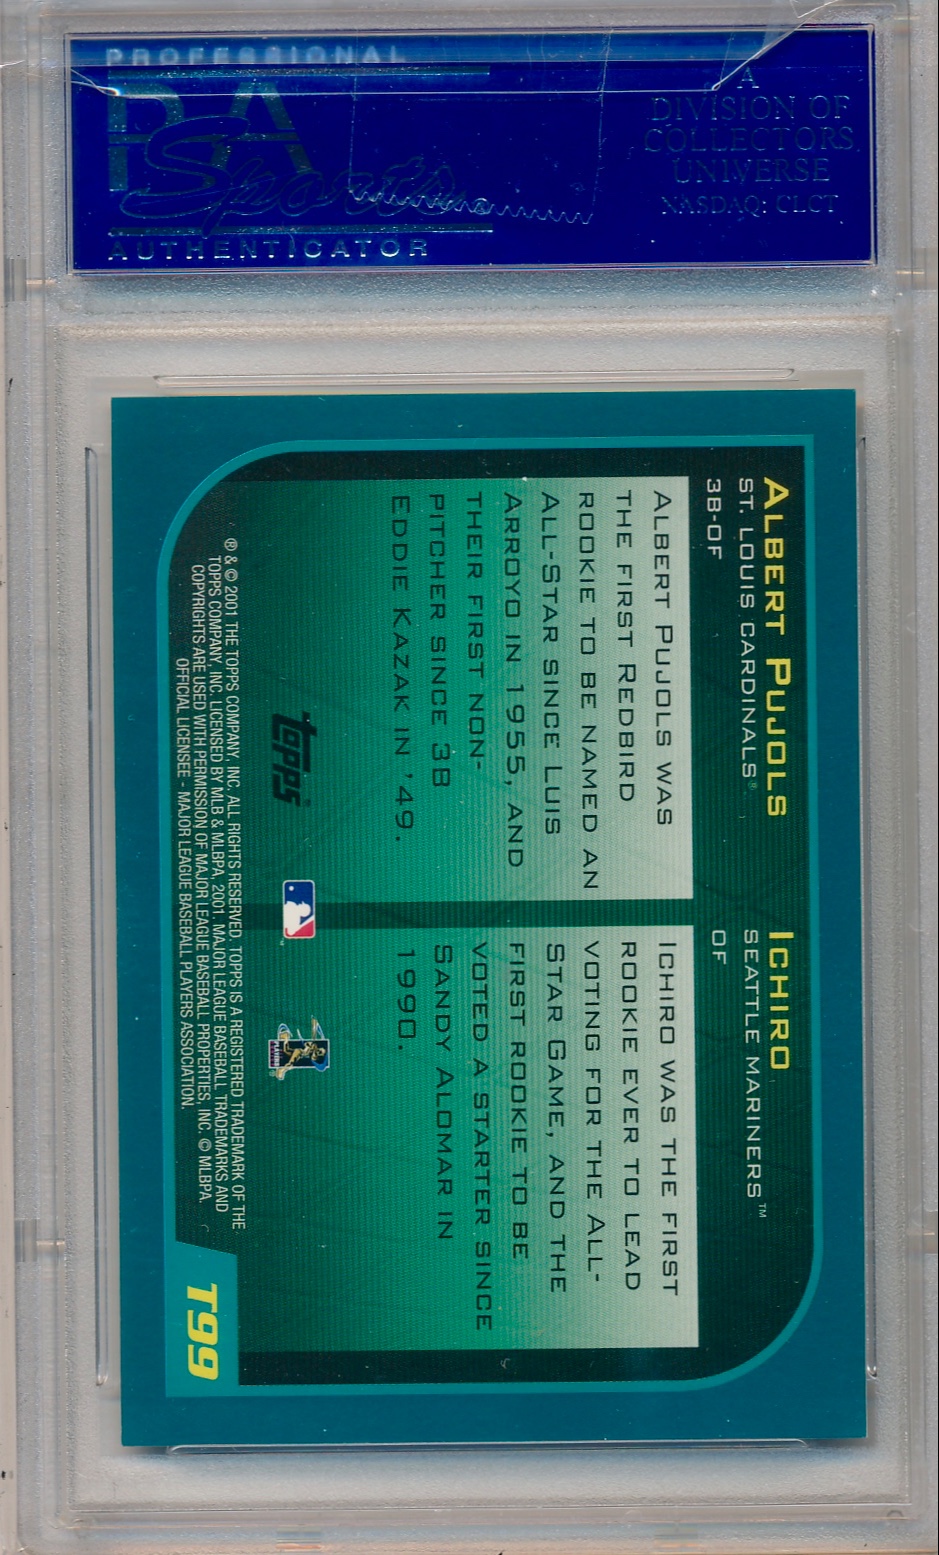 PROFESSIONAL
PSA
Sports
AUTHENTICATOR
A
DIVISION OF
COLLECTORS
UNIVERSE
NASDAQ: CLCT
ALBERT PUJOLS
ST. LOUIS CARDINALS®
3B-OF
ALBERT PUJOLS WAS
THE FIRST REDBIRD
ROOKIE TO BE NAMED AN
ALL-STAR SINCE LUIS
ARROYO IN 1955, AND
THEIR FIRST NON-
PITCHER SINCE 3B
EDDIE KAZAK IN '49.
ICHIRO
SEATTLE MARINERS™
OF
ICHIRO WAS THE FIRST
ROOKIE EVER TO LEAD
VOTING FOR THE ALL-
STAR GAME, AND THE
FIRST ROOKIE TO BE
VOTED A STARTER SINCE
SANDY ALOMAR IN
1990.
topps®
® & © 2001 THE TOPPS COMPANY, INC. ALL RIGHTS RESERVED. TOPPS IS A REGISTERED TRADEMARK OF THE
TOPPS COMPANY, INC. LICENSED BY MLB & MLBPA, 2001. MAJOR LEAGUE BASEBALL TRADEMARKS AND
COPYRIGHTS ARE USED WITH PERMISSION OF MAJOR LEAGUE BASEBALL PROPERTIES, INC. © MLBPA.
OFFICIAL LICENSEE - MAJOR LEAGUE BASEBALL PLAYERS ASSOCIATION.
T99